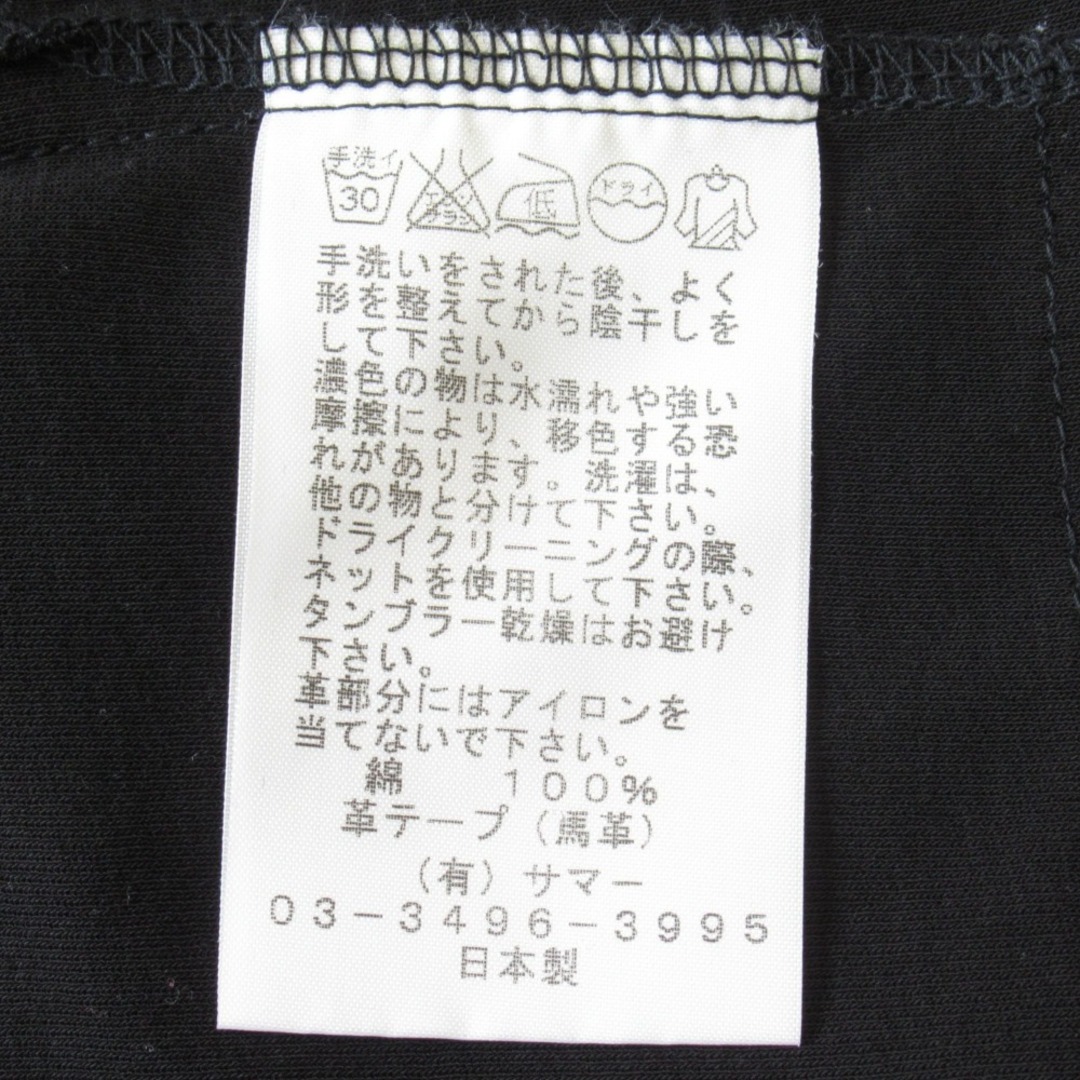 手洗イ
30
エンソ
サラシ
低
ドライ
手洗いをされた後、よく
形を整えてから陰干しを
して下さい。
濃色の物は水濡れや強い
摩擦により、移色する恐
れがあります。洗濯は、
他の物と分けて下さい。
ドライクリーニングの際、
ネットを使用して下さい。
タンブラー乾燥はお避け
下さい。
革部分にはアイロンを
当てないで下さい。
綿 100%
革テープ(馬革)
(有)サマー
03-3496-3995
日本製